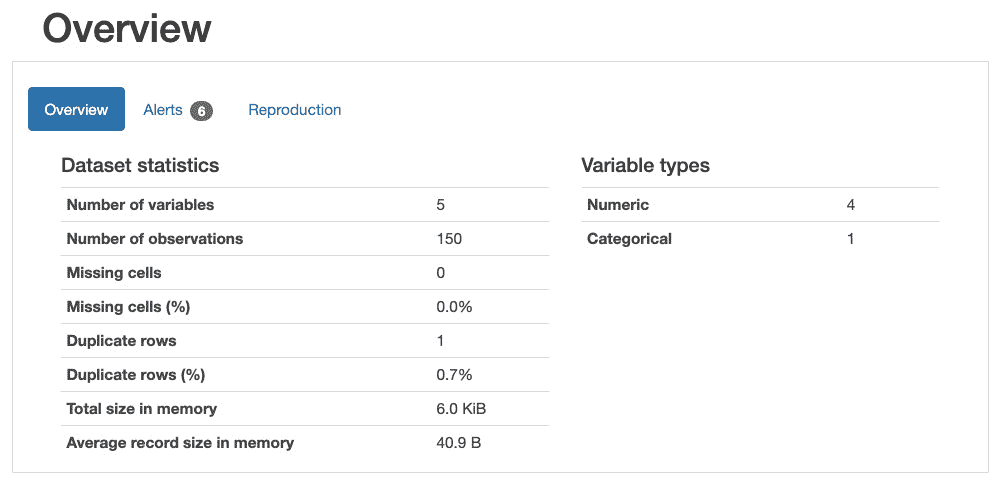 Overview
Overview Alerts 6 Reproduction
Dataset statistics
Number of variables 5
Number of observations 150
Missing cells 0
Missing cells (%) 0.0%
Duplicate rows 1
Duplicate rows (%) 0.7%
Total size in memory 6.0 KiB
Average record size in memory 40.9 B
Variable types
Numeric 4
Categorical 1